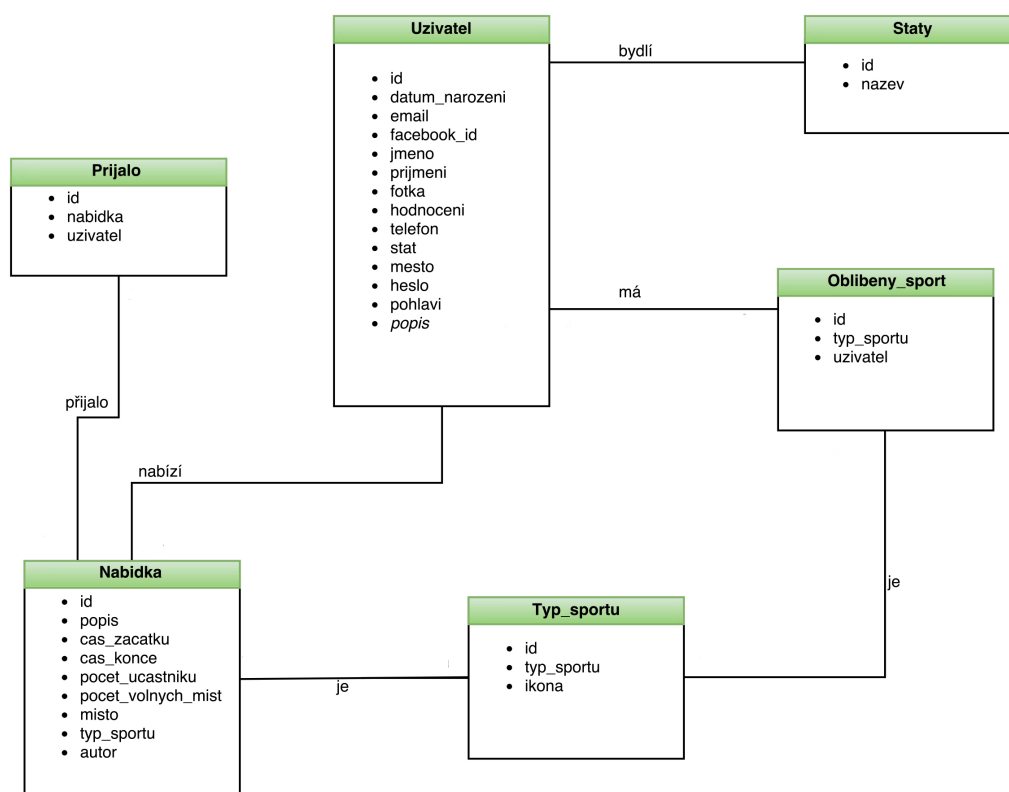 Uzivatel
id
datum_narozeni
email
facebook_id
jmeno
prijmeni
fotka
hodnoceni
telefon
stat
mesto
heslo
pohlavi
popis
bydlí
Staty
id
nazev
Prijalo
id
nabidka
uzivatel
má
Oblibeny_sport
id
typ_sportu
uzivatel
přijalo
nabízí
Nabidka
id
popis
cas_zacatku
cas_konce
pocet_ucastniku
pocet_volnych_mist
misto
typ_sportu
autor
je
Typ_sportu
id
typ_sportu
ikona
je